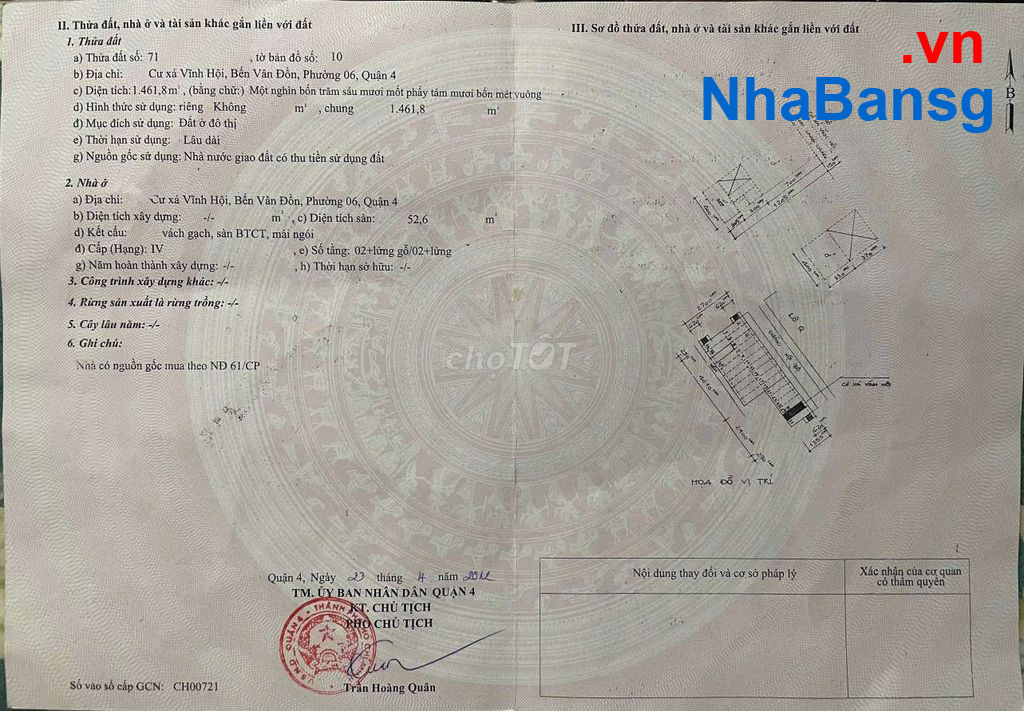 II. Thửa đất, nhà ở và tài sản khác gắn liền với đất
1. Thửa đất
a) Thửa đất số: 71 , tờ bản đồ số: 10
b) Địa chỉ: Cư xá Vĩnh Hội, Bến Vân Đồn, Phường 06, Quận 4
c) Diện tích: 1.461,8 m², (bằng chữ:) Một nghìn bốn trăm sáu mươi mốt phẩy tám mươi bốn mét vuông
d) Hình thức sử dụng: riêng Không m², chung 1.461,8 m²
đ) Mục đích sử dụng: Đất ở đô thị
e) Thời hạn sử dụng: Lâu dài
g) Nguồn gốc sử dụng: Nhà nước giao đất có thu tiền sử dụng đất
2. Nhà ở
a) Địa chỉ: Cư xá Vĩnh Hội, Bến Vân Đồn, Phường 06, Quận 4
b) Diện tích xây dựng: -/- m², c) Diện tích sàn: 52,6 m²
d) Kết cấu: vách gạch, sàn BTCT, mái ngói
đ) Cấp (Hạng): IV , e) Số tầng: 02+lửng gỗ/02+lửng
g) Năm hoàn thành xây dựng: -/- , h) Thời hạn sở hữu: -/-
3. Công trình xây dựng khác: -/-
4. Rừng sản xuất là rừng trồng: -/-
5. Cây lâu năm: -/-
6. Ghi chú:
Nhà có nguồn gốc mua theo NĐ 61/CP
choTỐT
Quận 4, Ngày 23 tháng 4 năm 2012
TM. ỦY BAN NHÂN DÂN QUẬN 4
KT. CHỦ TỊCH
PHÓ CHỦ TỊCH
Trần Hoàng Quân
Số vào sổ cấp GCN: CH00721
III. Sơ đồ thửa đất, nhà ở và tài sản khác gắn liền với đất
.vn
NhaBansg
B
LÔ Q
2700
4050
2400
HOẠ ĐỒ VỊ TRÍ
Nội dung thay đổi và cơ sở pháp lý
Xác nhận của cơ quan
có thẩm quyền